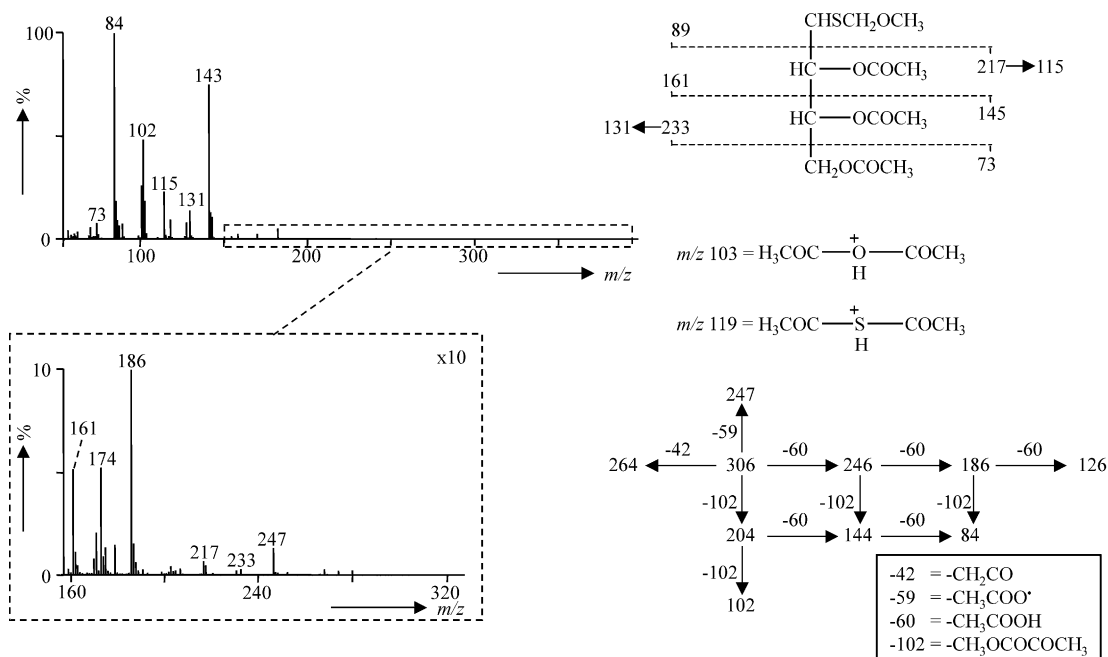 100
84
143
102
115
131
73
0
%
100
200
300
m/z
x10
10
186
161
174
247
217
233
0
%
160
240
320
m/z
CHSCH2OCH3
89
HC OCOCH3
217 115
161
HC OCOCH3
145
131 233
CH2OCOCH3
73
m/z 103 = H3COC O+ COCH3
H
m/z 119 = H3COC S+ COCH3
H
247
-59
-42 -60 -60 -60
264 306 246 186 126
-102 -102 -102
-60 -60
204 144 84
-102
102
-42 = -CH2CO
-59 = -CH3COO•
-60 = -CH3COOH
-102 = -CH3OCOCOCH3